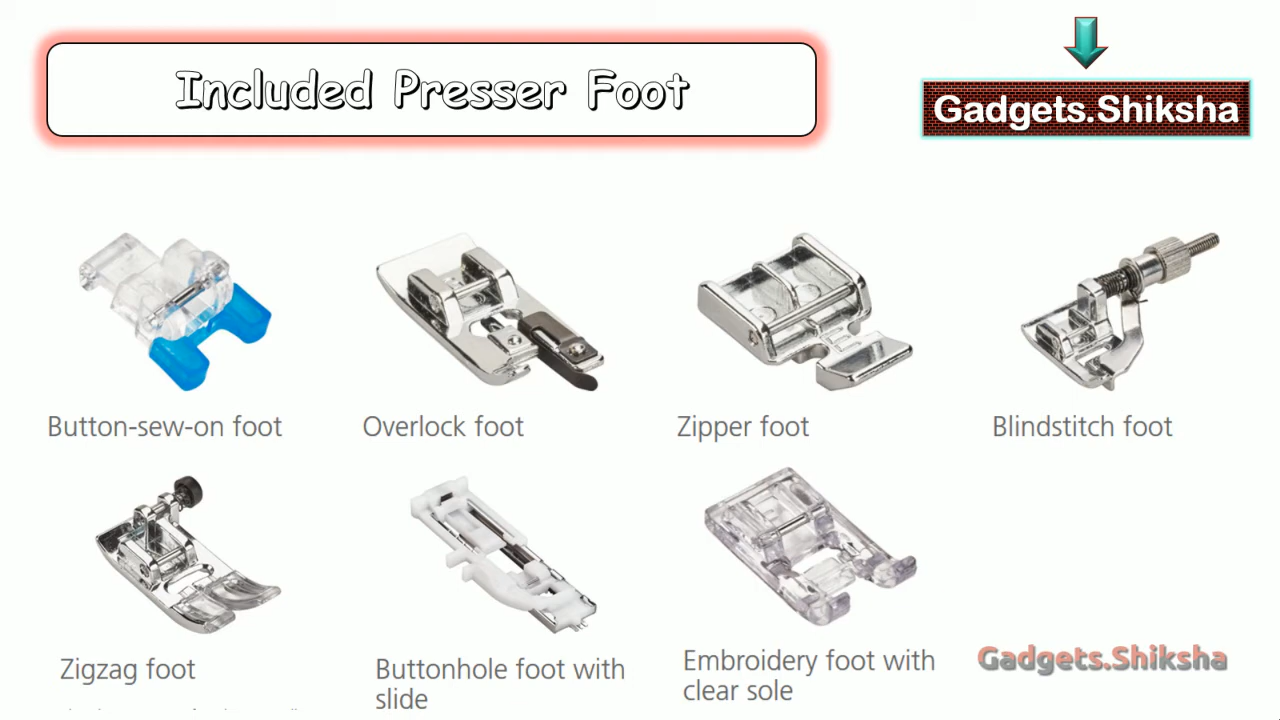 Included Presser Foot
Gadgets.Shiksha
Button-sew-on foot
Overlock foot
Zipper foot
Blindstitch foot
Zigzag foot
Buttonhole foot with
slide
Embroidery foot with
clear sole
Gadgets.Shiksha